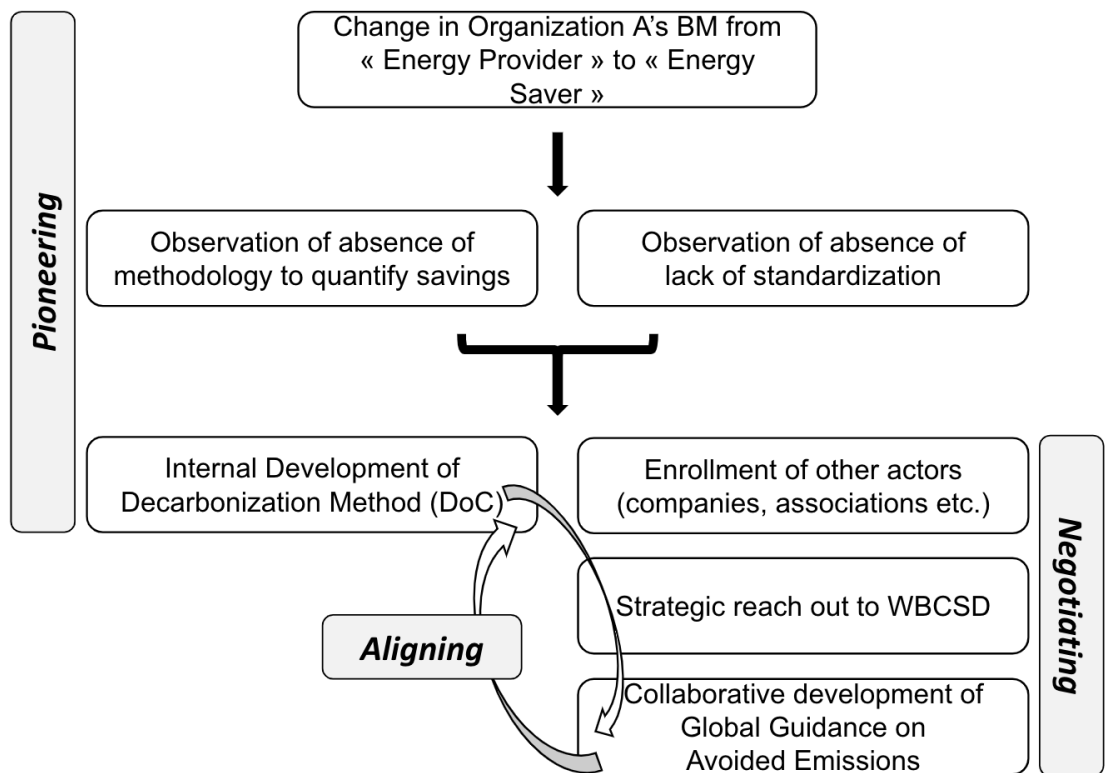 Change in Organization A's BM from
« Energy Provider » to « Energy
Saver »
Pioneering
Observation of absence of
methodology to quantify savings
Observation of absence of
lack of standardization
Internal Development of
Decarbonization Method (DoC)
Enrollment of other actors
(companies, associations etc.)
Negotiating
Strategic reach out to WBCSD
Aligning
Collaborative development of
Global Guidance on
Avoided Emissions